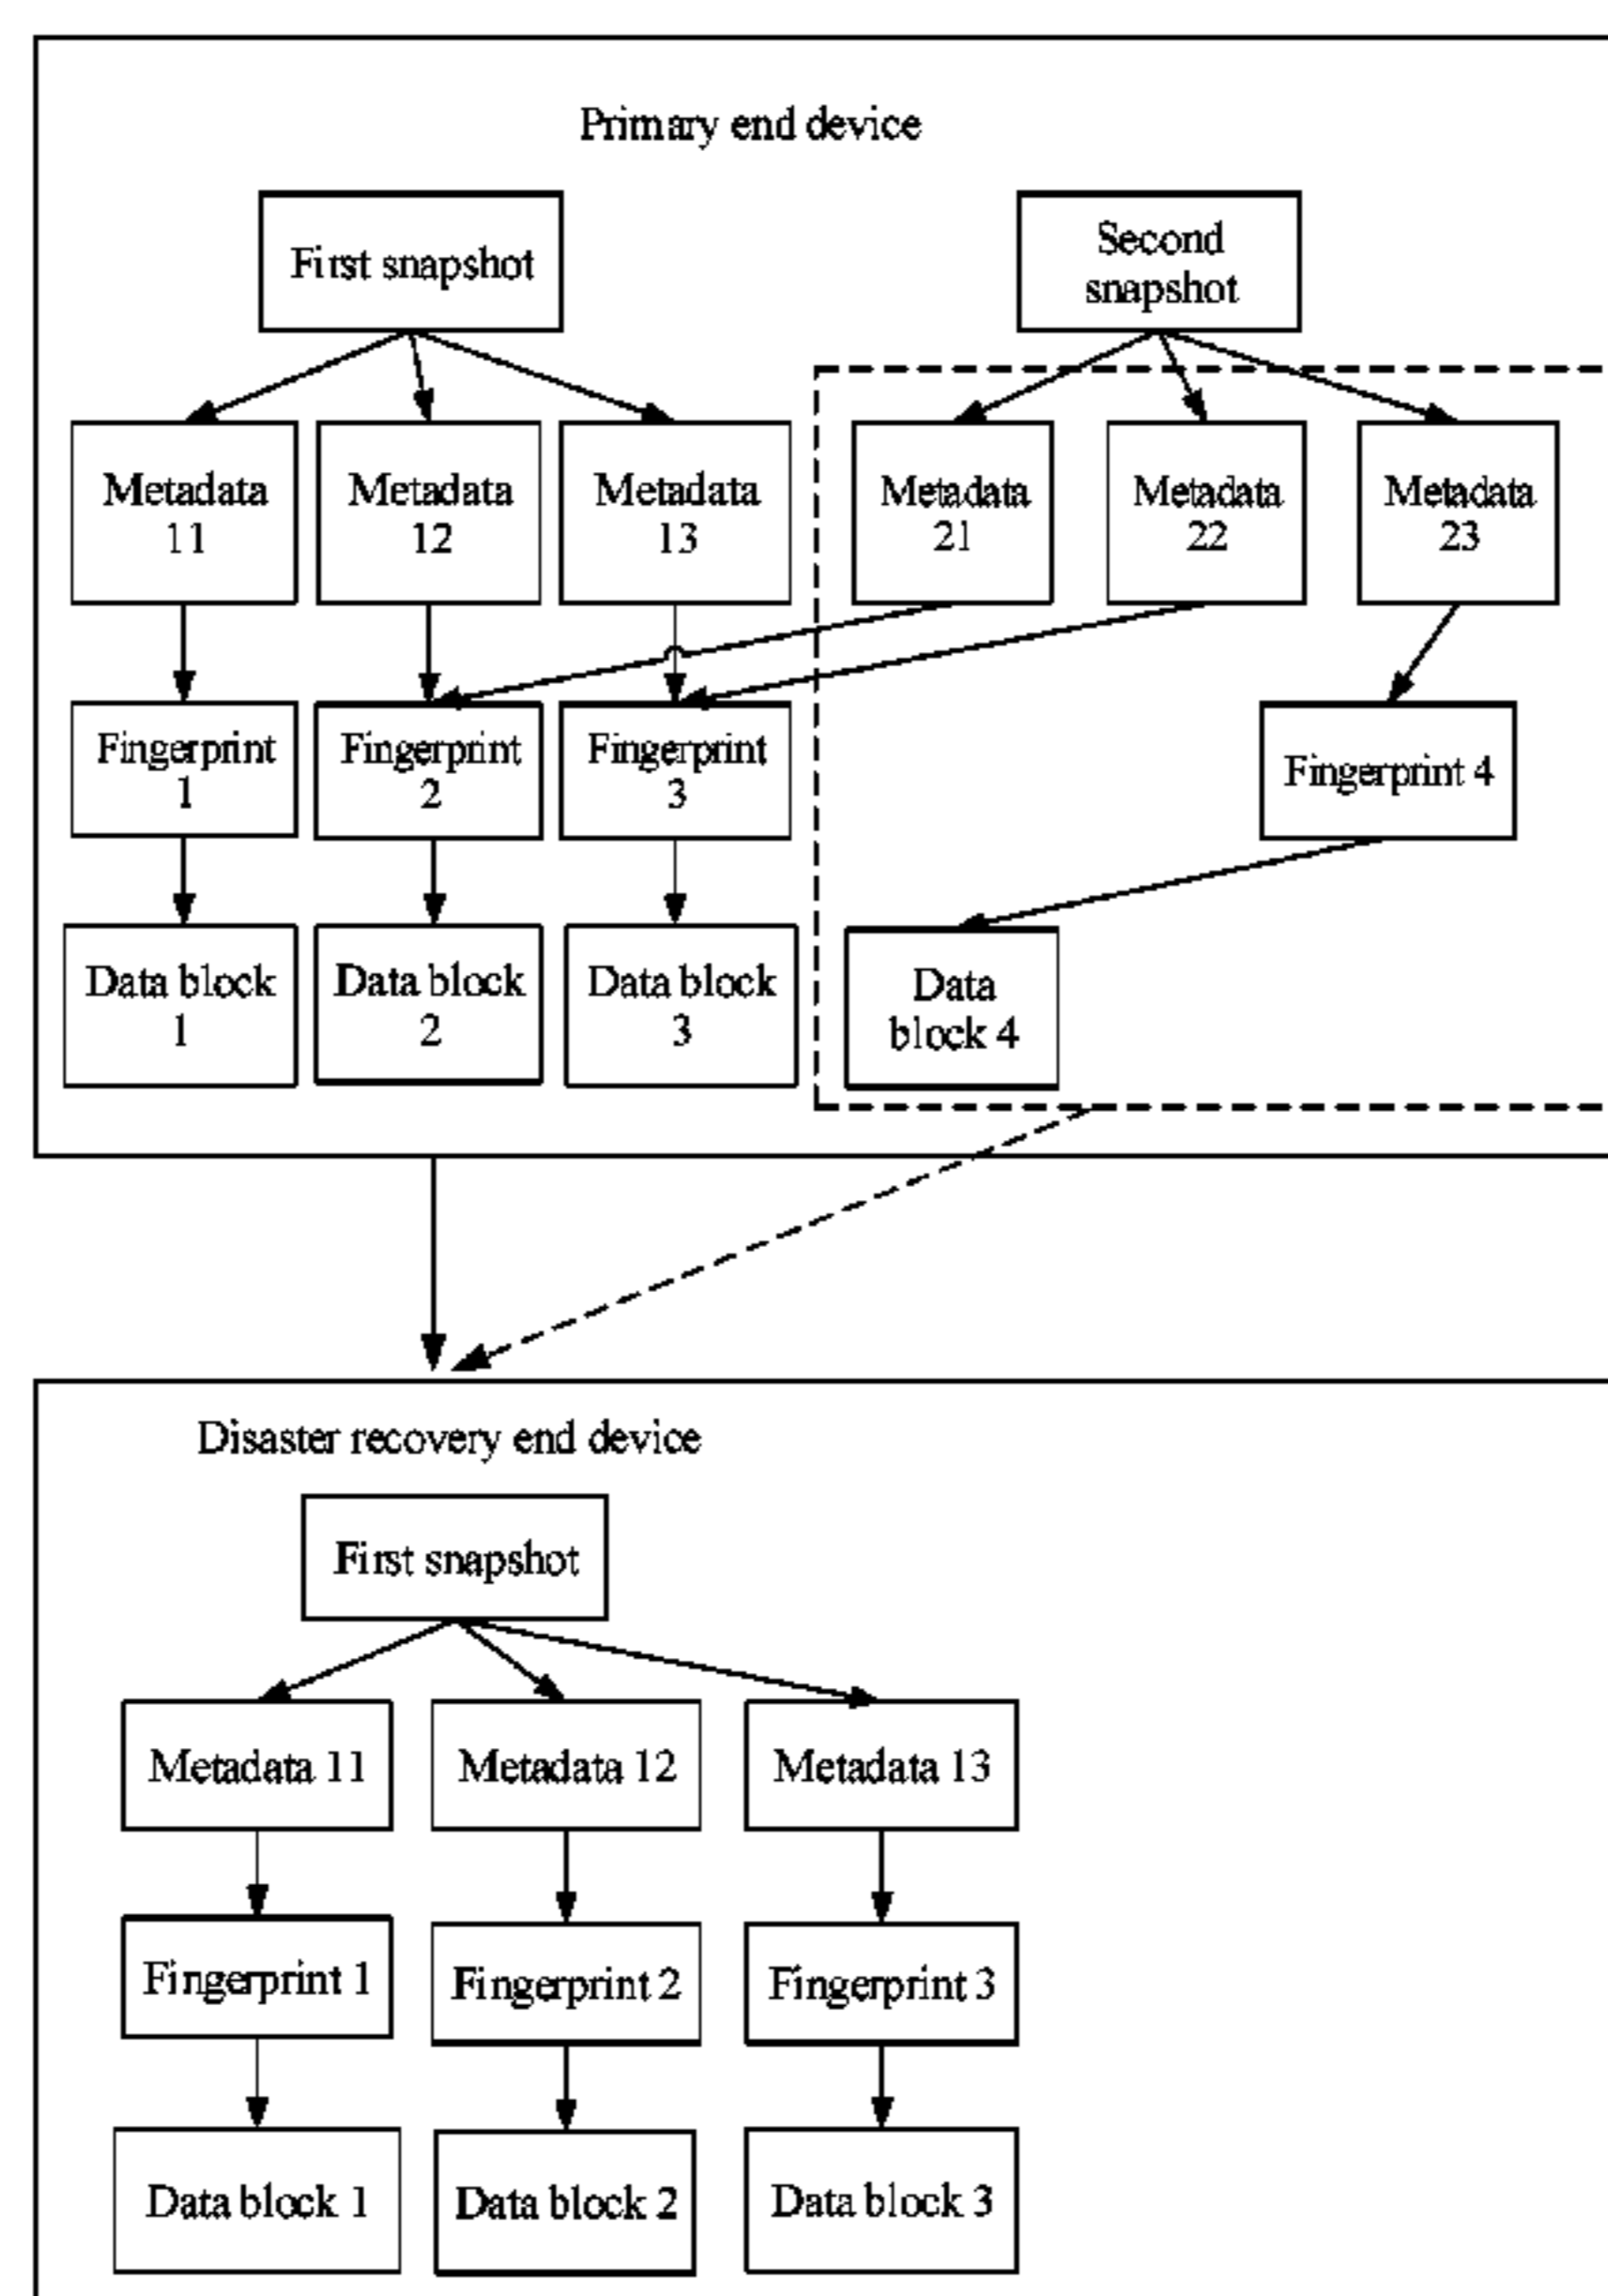 Primary end device
First snapshot
Second
snapshot
Metadata
11
Metadata
12
Metadata
13
Metadata
21
Metadata
22
Metadata
23
Fingerprint
1
Fingerprint
2
Fingerprint
3
Fingerprint 4
Data block
1
Data block
2
Data block
3
Data
block 4
Disaster recovery end device
First snapshot
Metadata 11
Metadata 12
Metadata 13
Fingerprint 1
Fingerprint 2
Fingerprint 3
Data block 1
Data block 2
Data block 3